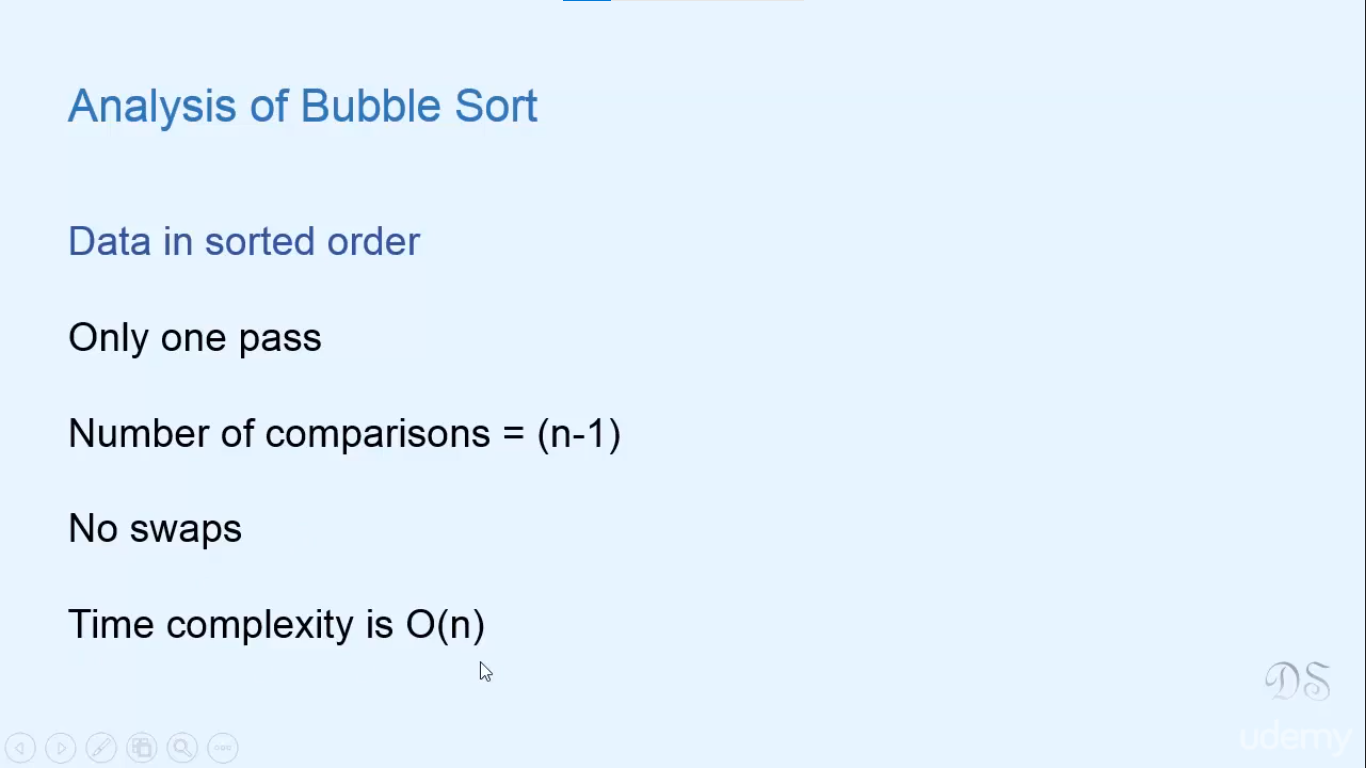 Analysis of Bubble Sort
Data in sorted order
Only one pass
Number of comparisons = (n-1)
No swaps
Time complexity is O(n)
DS
udemy